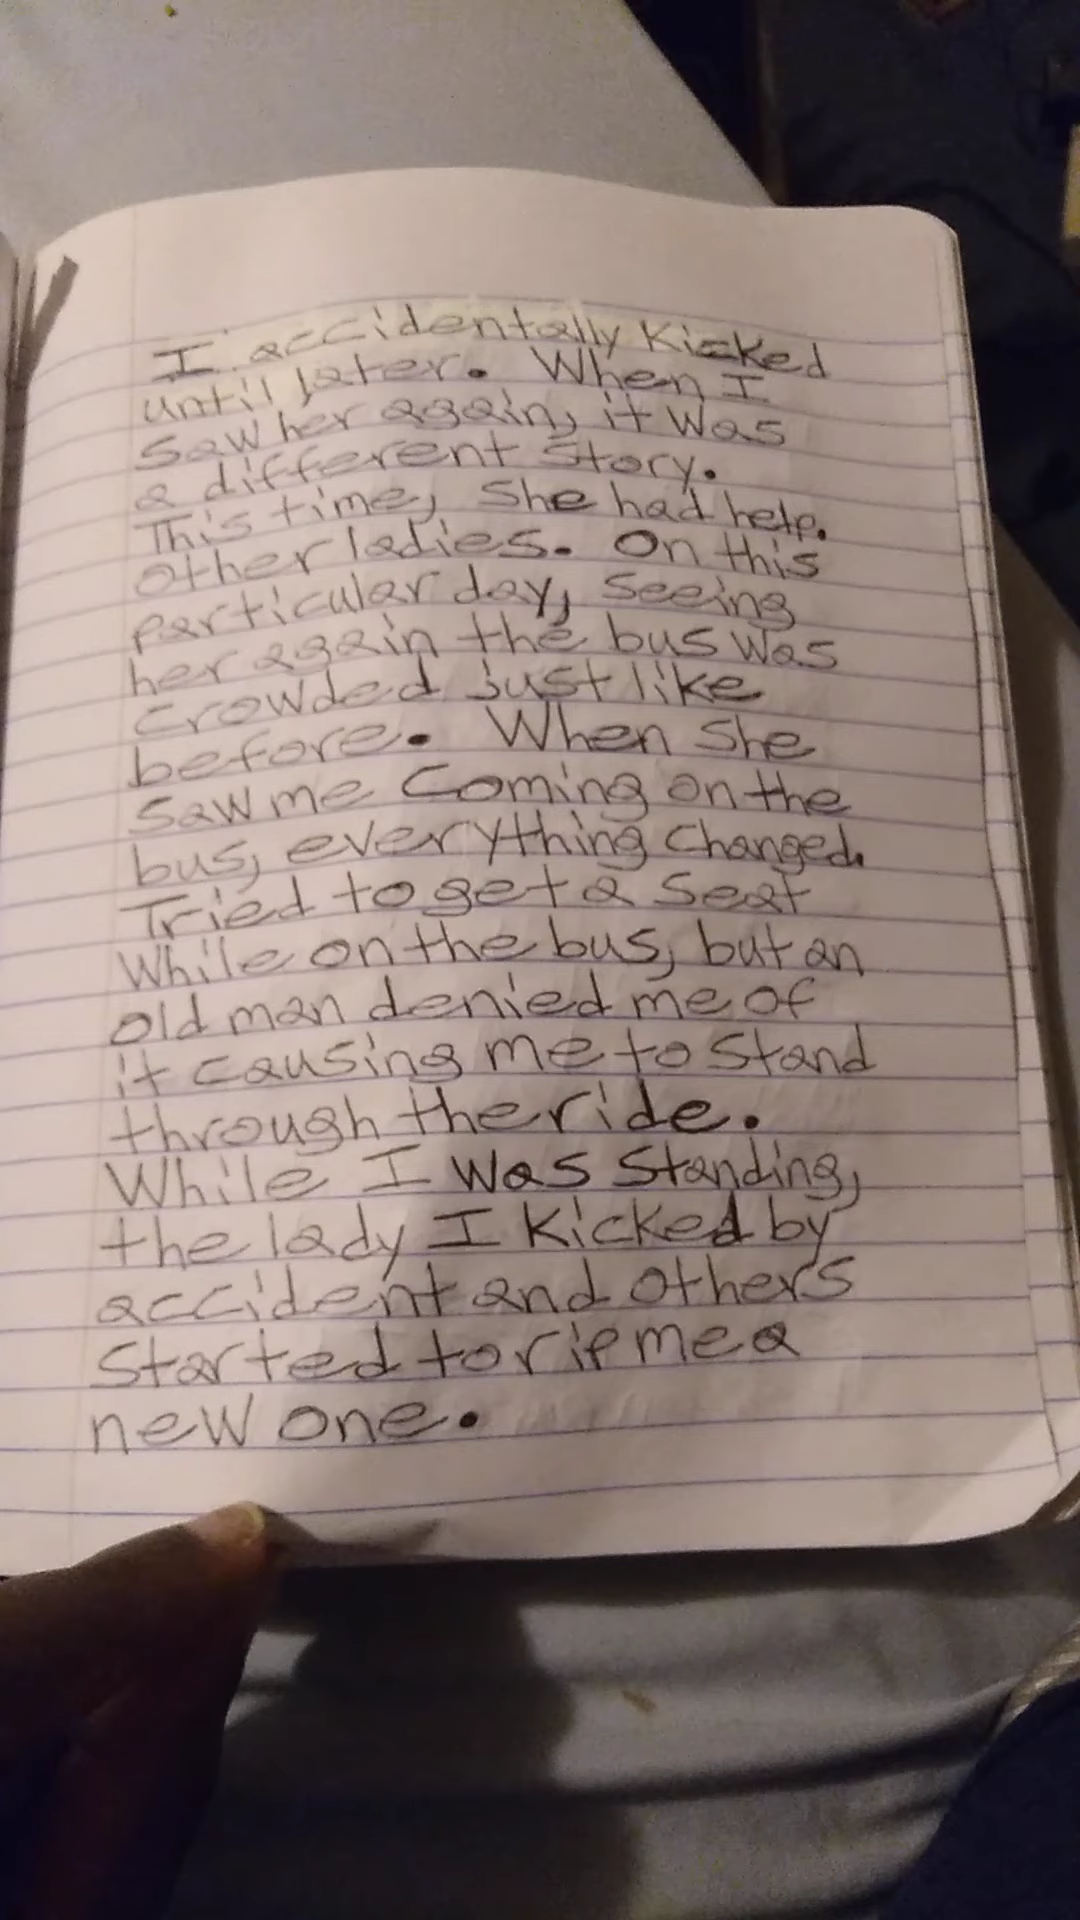 I accidentally Kicked
until later. When I
saw her again, it was
a different story.
This time, she had help.
other ladies. On this
particular day, seeing
her again the bus was
crowded just like
before. When she
saw me coming on the
bus, everything changed.
Tried to get a seat
While on the bus, but an
old man denied me of
it causing me to stand
through the ride.
While I was standing,
the lady I kicked by
accident and others
started to rip me a
new one.